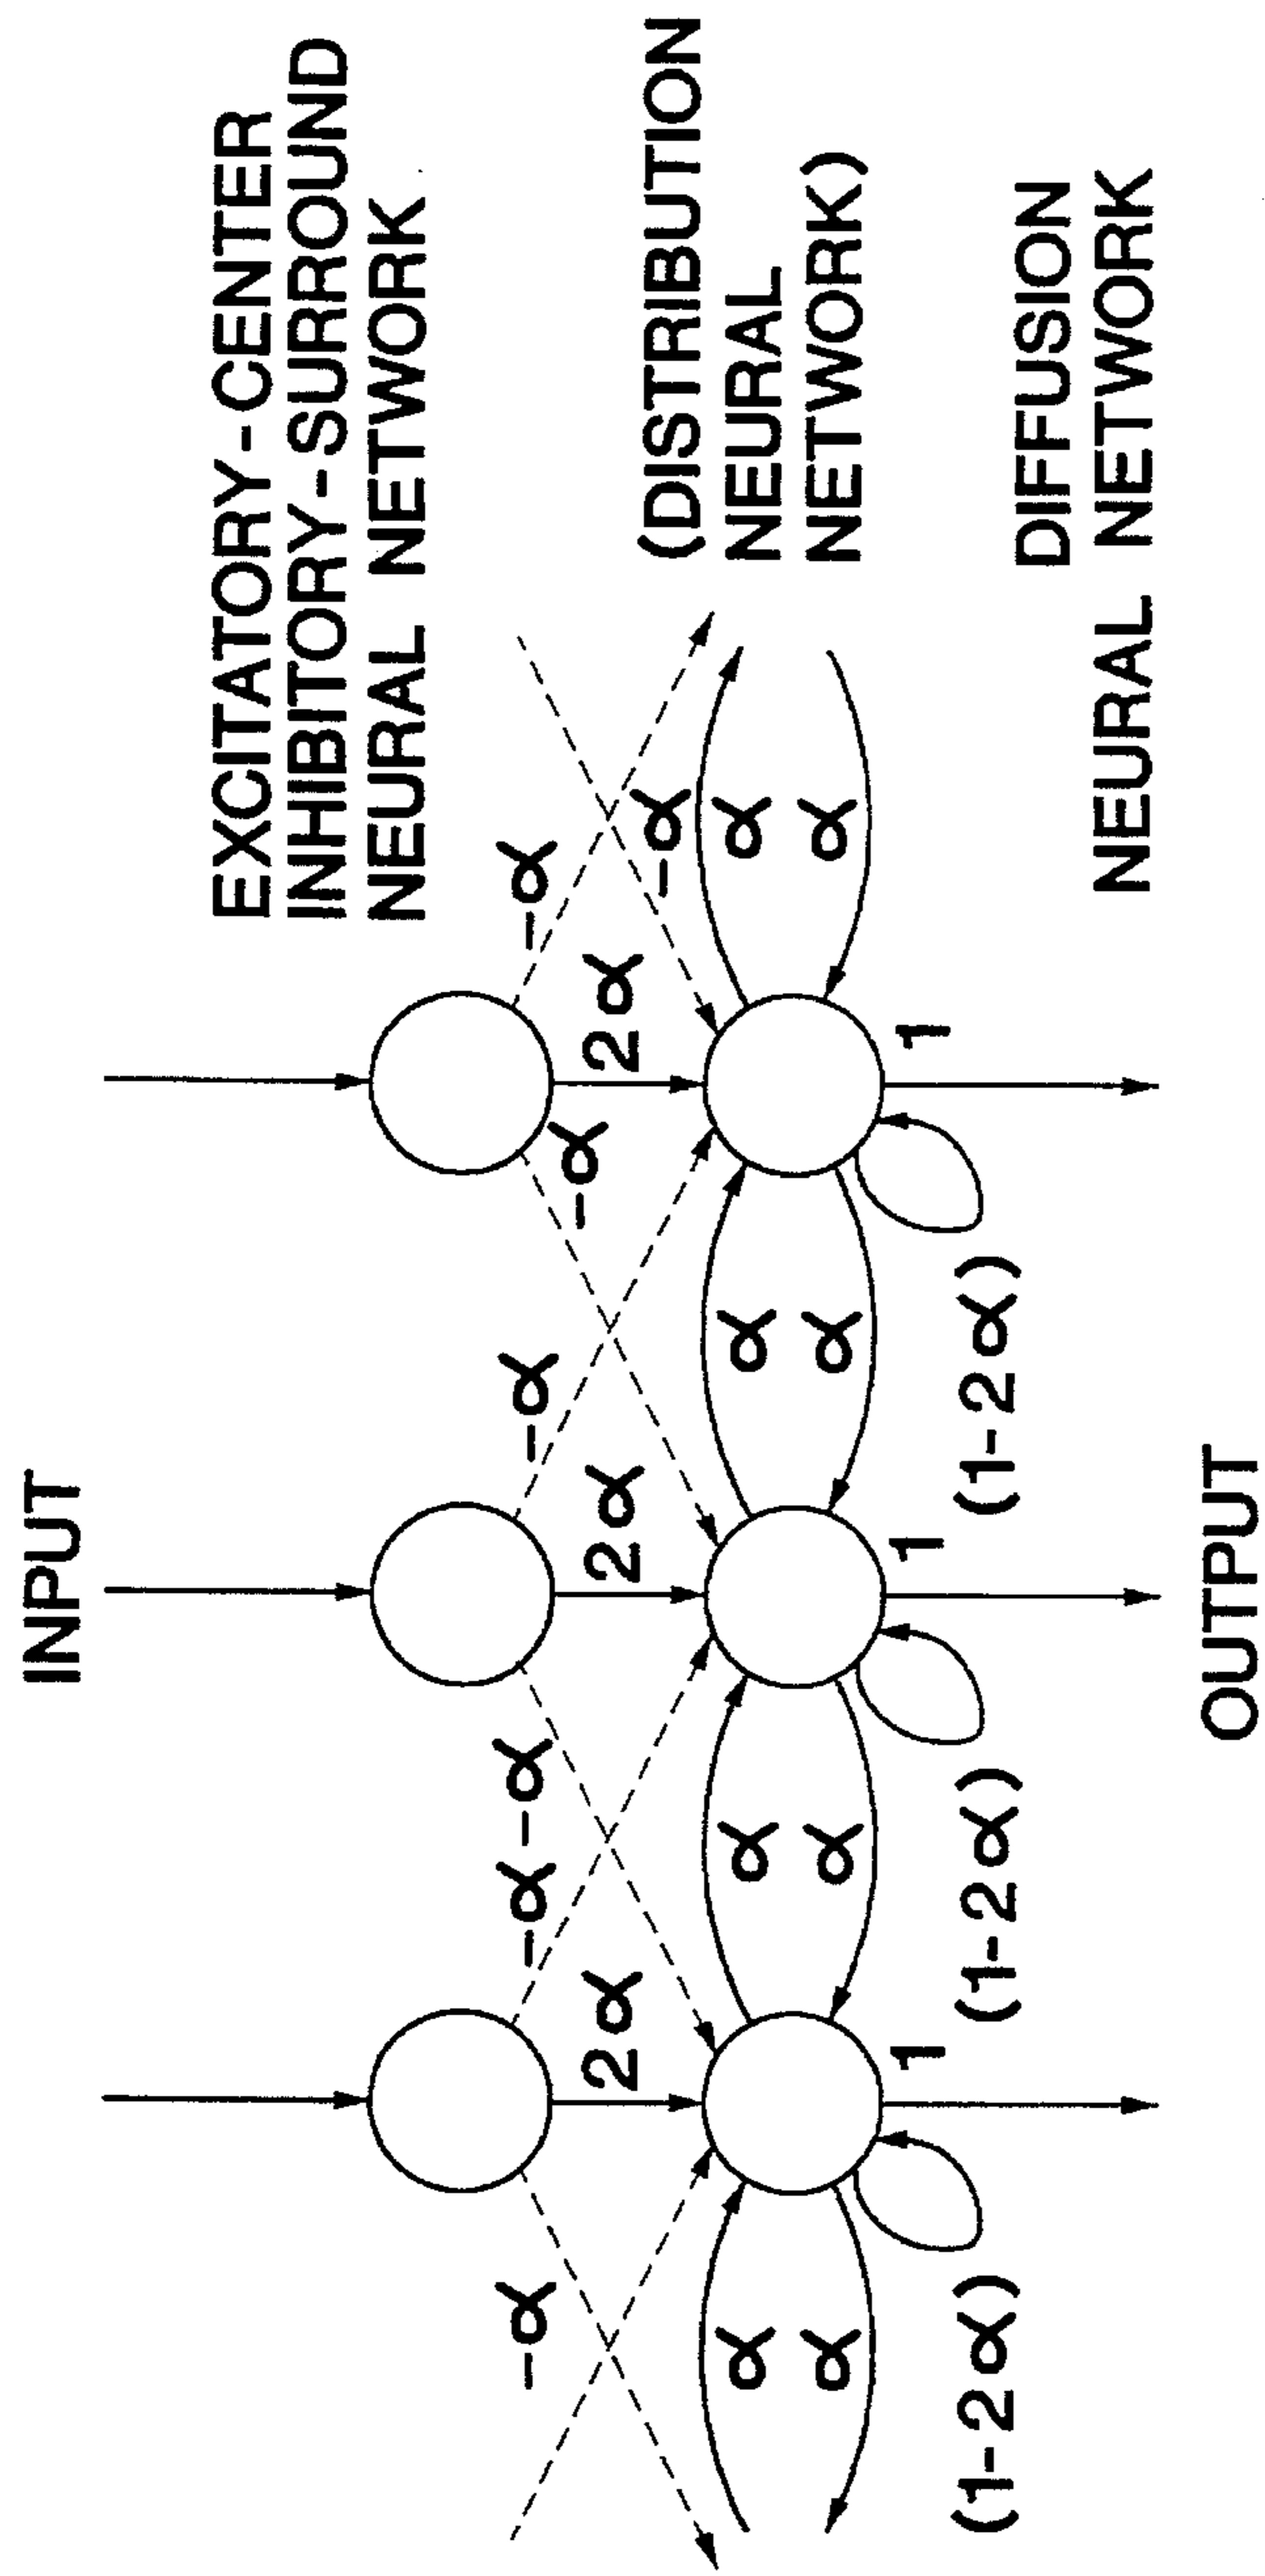 INPUT
EXCITATORY-CENTER
INHIBITORY-SURROUND
NEURAL NETWORK
-α -α -α -α -α -α
2α 2α 2α
-α
(DISTRIBUTION
NEURAL
NETWORK)
α α α α
α α α α
1 1 1
(1-2α) (1-2α) (1-2α)
DIFFUSION
NEURAL NETWORK
OUTPUT